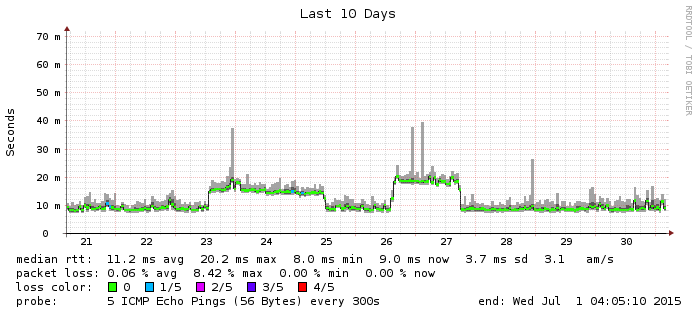 Last 10 Days
RRDTOOL / TOBI OETIKER
Seconds
70 m
60 m
50 m
40 m
30 m
20 m
10 m
0
21 22 23 24 25 26 27 28 29 30
median rtt: 11.2 ms avg 20.2 ms max 8.0 ms min 9.0 ms now 3.7 ms sd 3.1 am/s
packet loss: 0.06 % avg 8.42 % max 0.00 % min 0.00 % now
loss color: 0 1/5 2/5 3/5 4/5
probe: 5 ICMP Echo Pings (56 Bytes) every 300s end: Wed Jul 1 04:05:10 2015